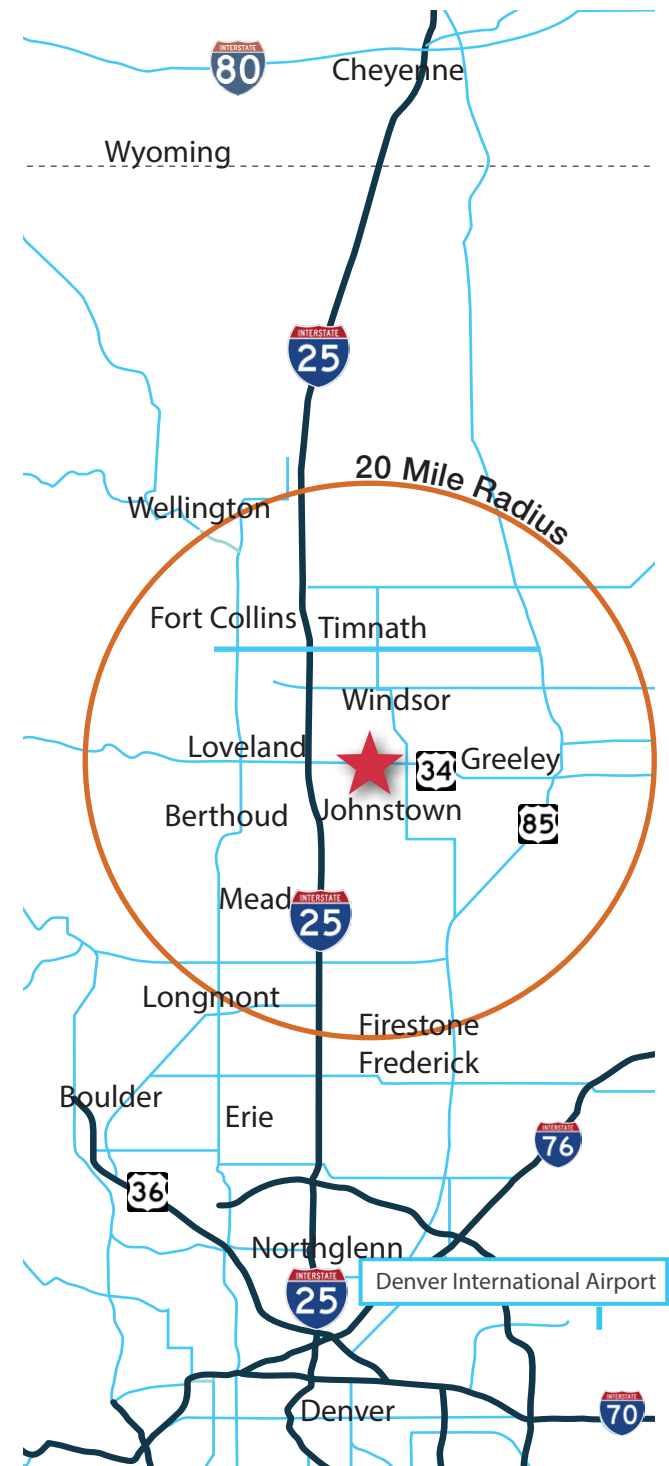 INTERSTATE
80
Cheyenne
Wyoming
INTERSTATE
25
20 Mile Radius
Wellington
Fort Collins
Timnath
Windsor
Loveland
34
Greeley
Berthoud
Johnstown
85
Mead
INTERSTATE
25
Longmont
Firestone
Frederick
Boulder
Erie
INTERSTATE
76
36
Northglenn
Denver International Airport
INTERSTATE
25
Denver
INTERSTATE
70